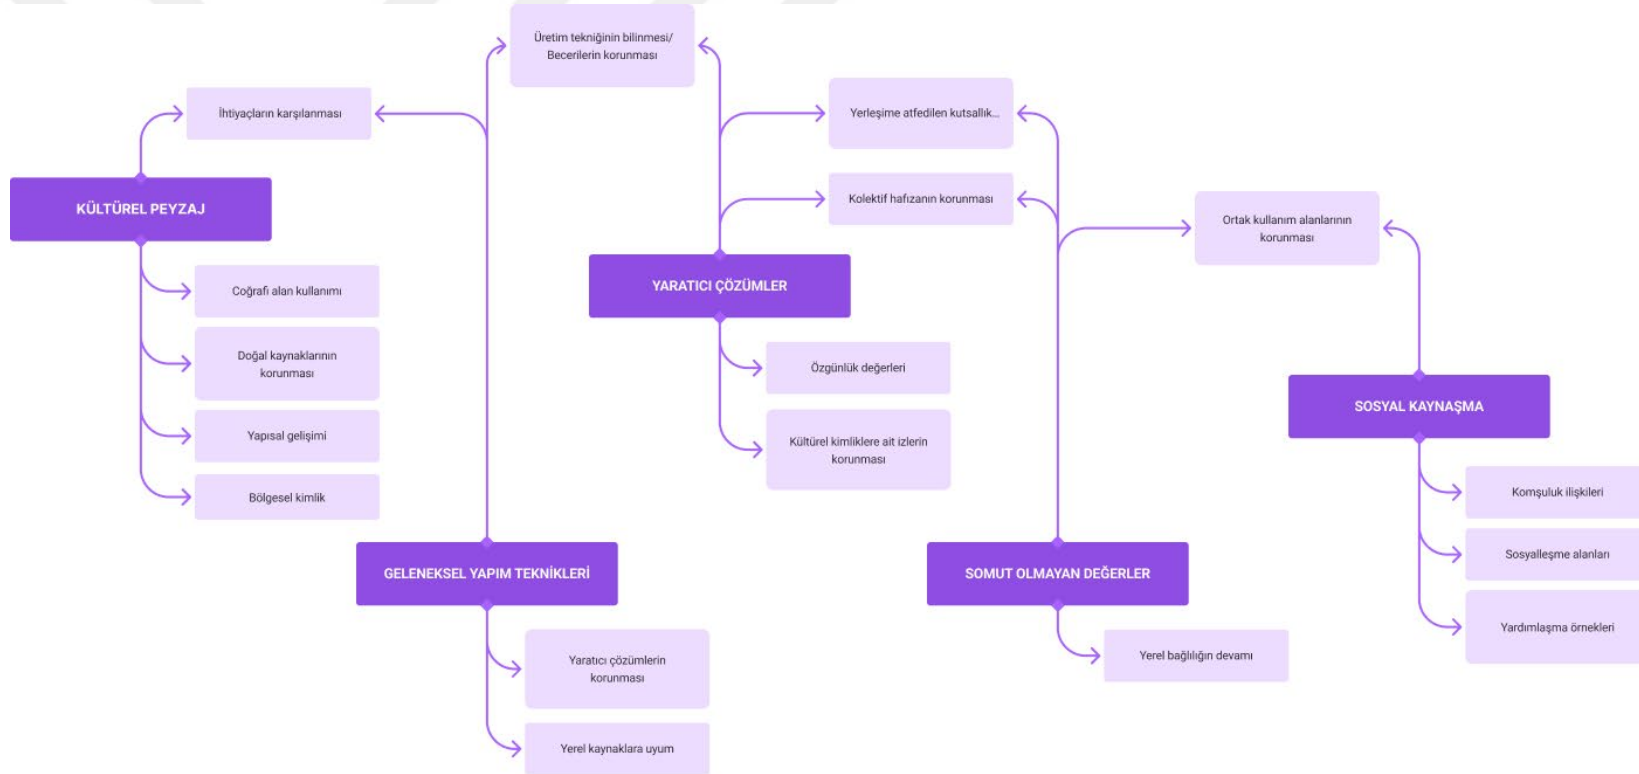 Üretim tekniğinin bilinmesi/
Becerilerin korunması
İhtiyaçların karşılanması
Yerleşime atfedilen kutsallık...
KÜLTÜREL PEYZAJ
Kolektif hafızanın korunması
Ortak kullanım alanlarının
korunması
Coğrafi alan kullanımı
YARATICI ÇÖZÜMLER
Doğal kaynaklarının
korunması
Özgünlük değerleri
SOSYAL KAYNAŞMA
Yapısal gelişimi
Kültürel kimliklere ait izlerin
korunması
Bölgesel kimlik
Komşuluk ilişkileri
Sosyalleşme alanları
GELENEKSEL YAPIM TEKNİKLERİ
SOMUT OLMAYAN DEĞERLER
Yardımlaşma örnekleri
Yaratıcı çözümlerin
korunması
Yerel bağlılığın devamı
Yerel kaynaklara uyum